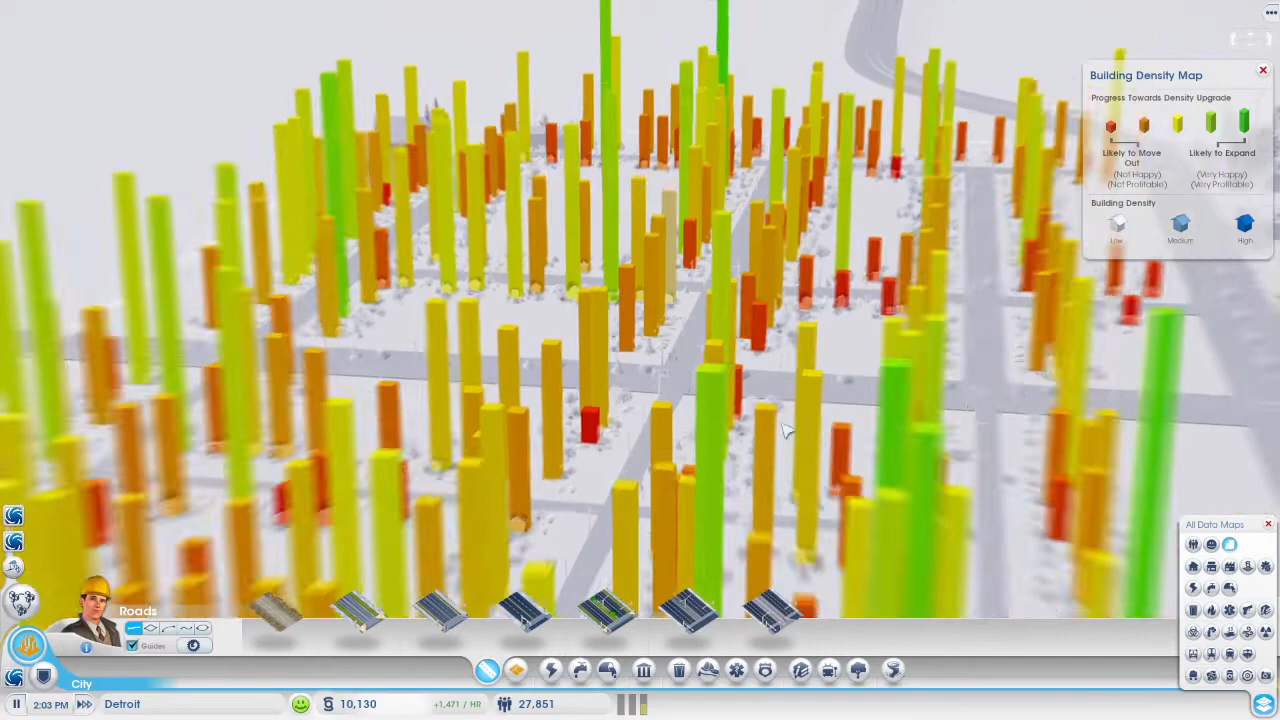 Building Density Map
Progress Towards Density Upgrade
Likely to Move Out
(Not Happy)
(Not Profitable)
Likely to Expand
(Very Happy)
(Very Profitable)
Building Density
Low
Medium
High
All Data Maps
Roads
Guides
City
2:03 PM
Detroit
10,130
+1,471 / HR
27,851